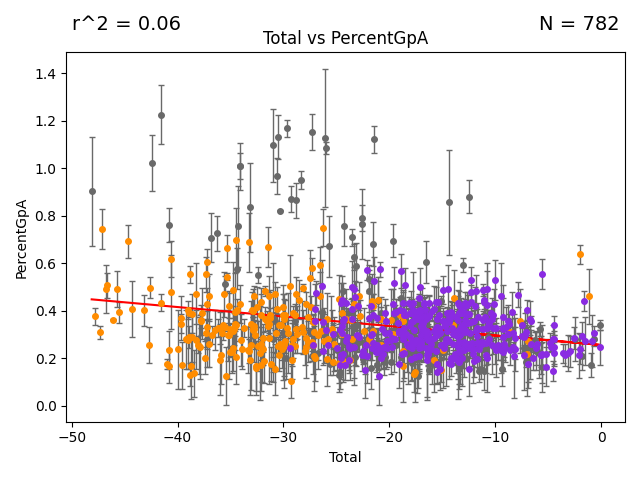 r^2 = 0.06
N = 782
Total vs PercentGpA
PercentGpA
1.4
1.2
1.0
0.8
0.6
0.4
0.2
0.0
−50 −40 −30 −20 −10 0
Total